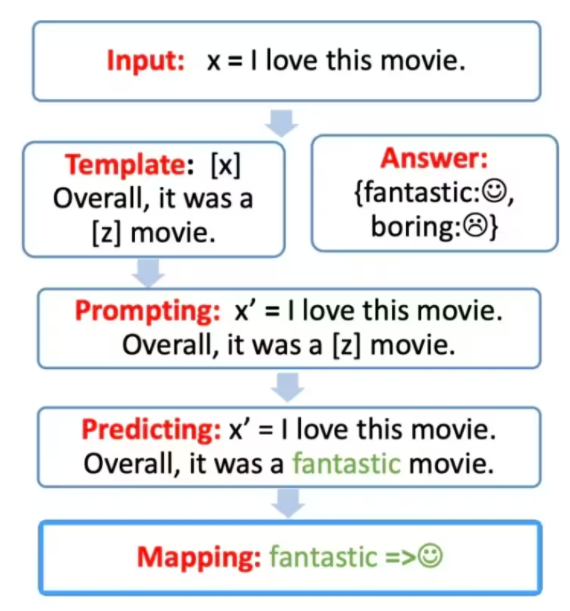 Input: x = I love this movie.
Template: [x]
Overall, it was a
[z] movie.
Answer:
{fantastic:☺,
boring:☹}
Prompting: x′ = I love this movie.
Overall, it was a [z] movie.
Predicting: x′ = I love this movie.
Overall, it was a fantastic movie.
Mapping: fantastic =>☺